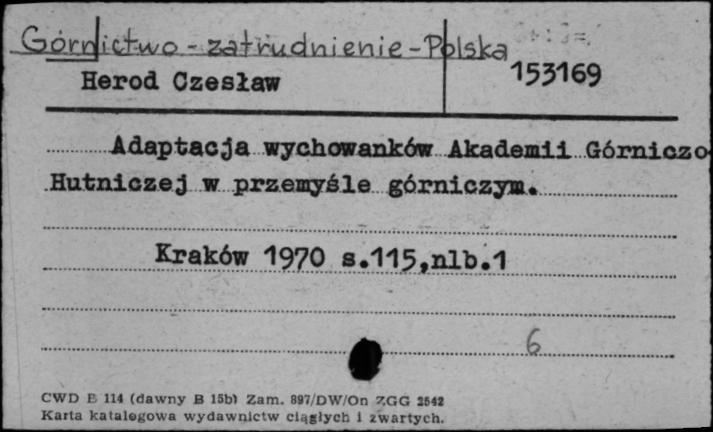 Górnictwo - zatrudnienie - Polska
Herod Czesław
153169
Adaptacja wychowanków Akademii Górniczo
Hutniczej w przemyśle górniczym.
Kraków 1970 s.115,nlb.1
6
CWD B 114 (dawny B 15b) Zam. 897/DW/On ZGG 2542
Karta katalogowa wydawnictw ciągłych i zwartych.